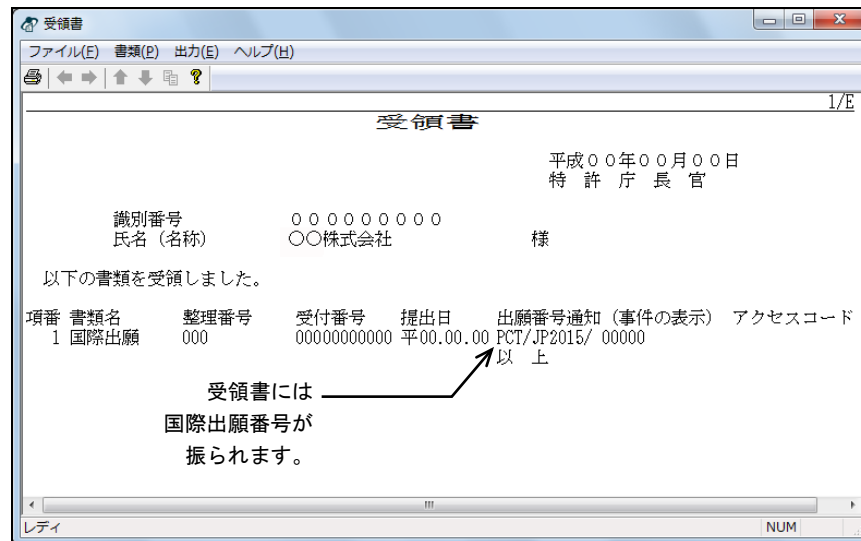 受領書
ファイル(F) 書類(P) 出力(E) ヘルプ(H)
1/E
受領書
平成００年００月００日
特 許 庁 長 官
識別番号 ０００００００００
氏名（名称） 〇〇株式会社 様
以下の書類を受領しました。
項番 書類名 整理番号 受付番号 提出日 出願番号通知（事件の表示） アクセスコード
1 国際出願 000 00000000000 平00.00.00 PCT/JP2015/ 00000
以 上
受領書には
国際出願番号が
振られます。
レディ NUM